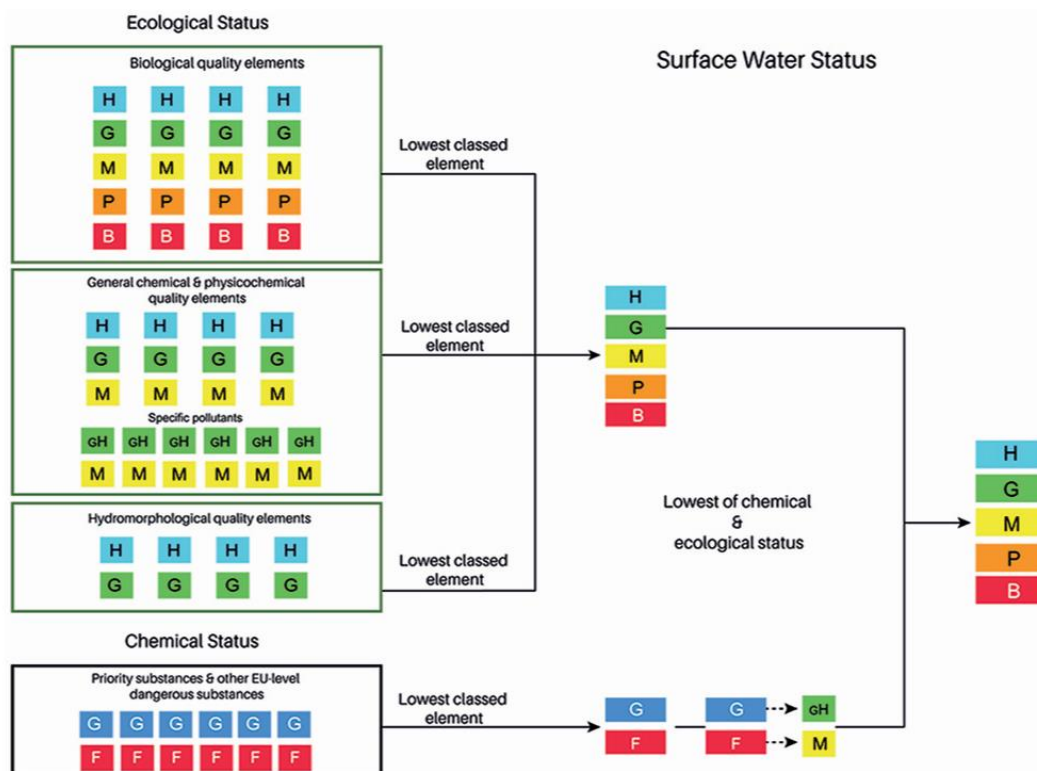 Ecological Status
Surface Water Status
Biological quality elements
H H H H
G G G G
M M M M
P P P P
B B B B
Lowest classed
element
General chemical & physicochemical
quality elements
H H H H
G G G G
M M M M
Specific pollutants
GH GH GH GH GH GH
M M M M M M
Lowest classed
element
H
G
M
P
B
Hydromorphological quality elements
H H H H
G G G G
Lowest classed
element
Lowest of chemical
&
ecological status
H
G
M
P
B
Chemical Status
Priority substances & other EU-level
dangerous substances
G G G G G G
F F F F F F
Lowest classed
element
G G GH
F F M